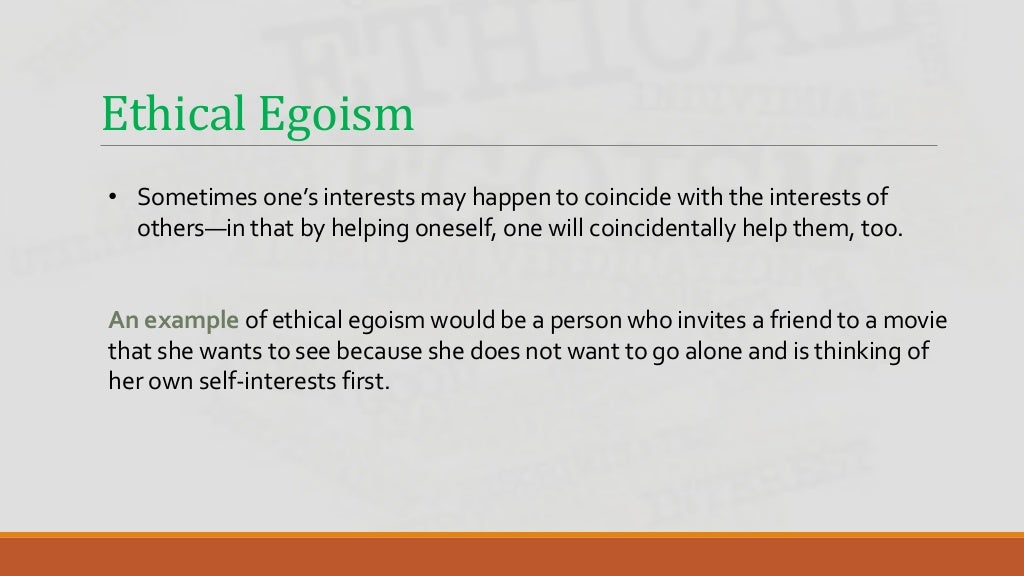 Ethical Egoism
• Sometimes one’s interests may happen to coincide with the interests of
others—in that by helping oneself, one will coincidentally help them, too.
An example of ethical egoism would be a person who invites a friend to a movie
that she wants to see because she does not want to go alone and is thinking of
her own self-interests first.